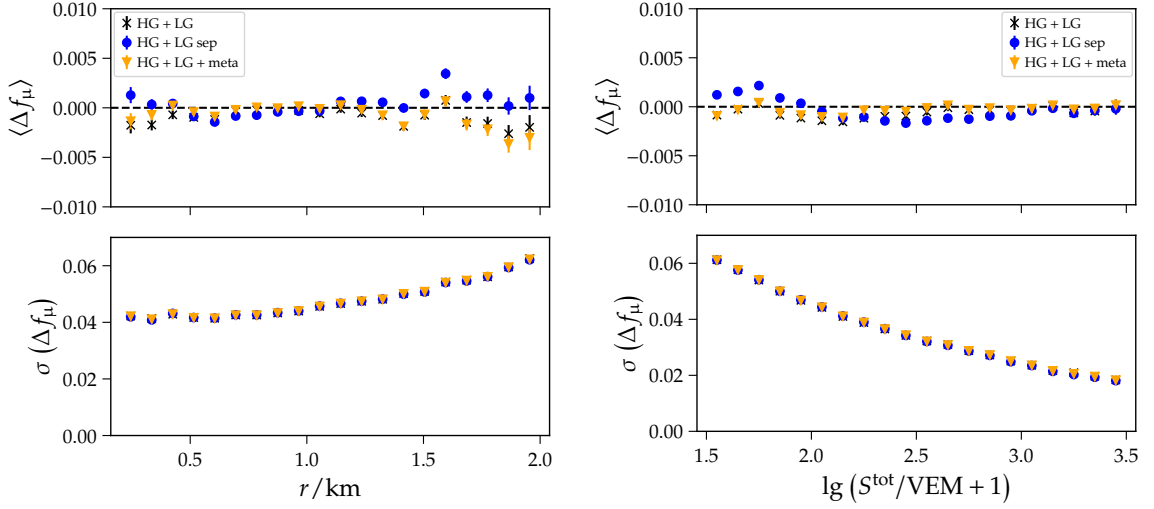 0.010
0.005
0.000
−0.005
−0.010
⟨Δf_μ⟩
HG + LG
HG + LG sep
HG + LG + meta
0.06
0.04
0.02
0.00
σ (Δf_μ)
0.5 1.0 1.5 2.0
r/km
0.010
0.005
0.000
−0.005
−0.010
⟨Δf_μ⟩
HG + LG
HG + LG sep
HG + LG + meta
0.06
0.04
0.02
0.00
σ (Δf_μ)
1.5 2.0 2.5 3.0 3.5
lg (S^tot/VEM + 1)